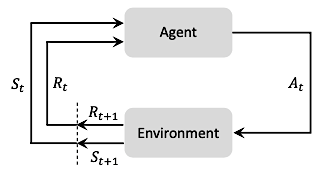 Agent
S_t
R_t
A_t
R_{t+1}
Environment
S_{t+1}